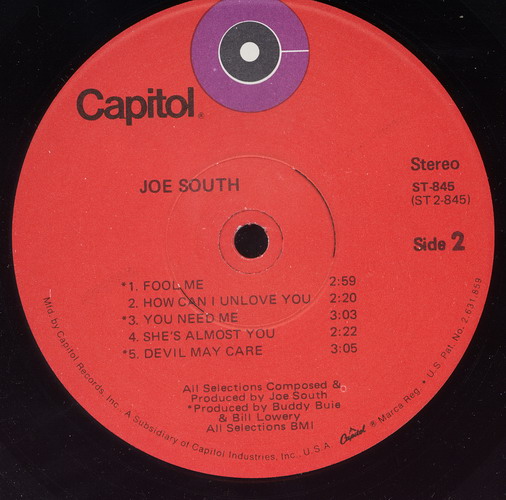 Capitol®
JOE SOUTH
Stereo
ST-845
(ST 2-845)
Side 2
*1. FOOL ME 2:59
2. HOW CAN I UNLOVE YOU 2:20
*3. YOU NEED ME 3:03
4. SHE'S ALMOST YOU 2:22
*5. DEVIL MAY CARE 3:05
All Selections Composed &
Produced by Joe South
*Produced by Buddy Buie
& Bill Lowery
All Selections BMI
Mfd. by Capitol Records, Inc., A Subsidiary of Capitol Industries, Inc., U.S.A. Capitol ® Marca Reg. • U.S. Pat. No. 2,631,859